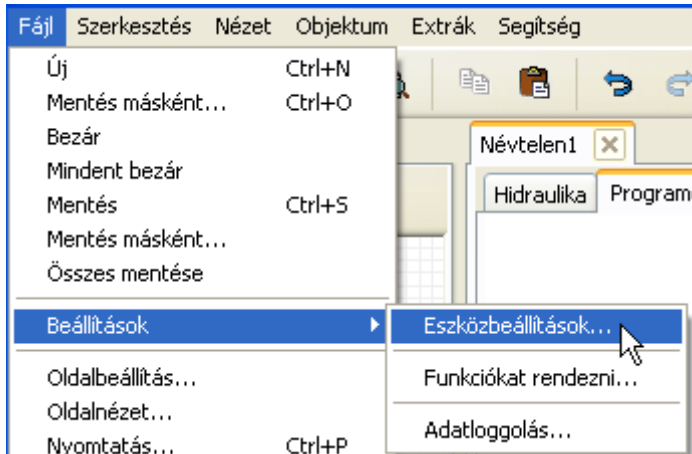 Fájl Szerkesztés Nézet Objektum Extrák Segítség
Új Ctrl+N
Mentés másként... Ctrl+O
Bezár
Mindent bezár
Mentés Ctrl+S
Mentés másként...
Összes mentése
Beállítások
Oldalbeállítás...
Oldalnézet...
Nyomtatás... Ctrl+P
Névtelen1
Hidraulika Program
Eszközbeállítások...
Funkciókat rendezni...
Adatloggolás...